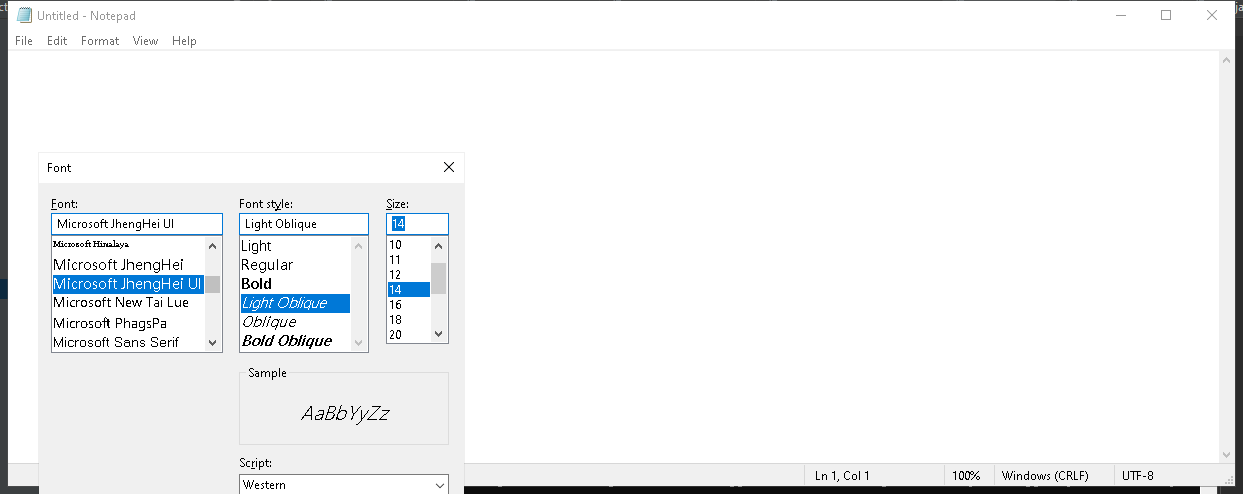 Untitled - Notepad
File Edit Format View Help
Font
Font: Font style: Size:
Microsoft JhengHei UI Light Oblique 14
Microsoft Himalaya Light 10
Microsoft JhengHei Regular 11
Microsoft JhengHei UI Bold 12
Microsoft New Tai Lue Light Oblique 14
Microsoft PhagsPa Oblique 16
Microsoft Sans Serif Bold Oblique 18
20
Sample
AaBbYyZz
Script:
Western
Ln 1, Col 1 100% Windows (CRLF) UTF-8